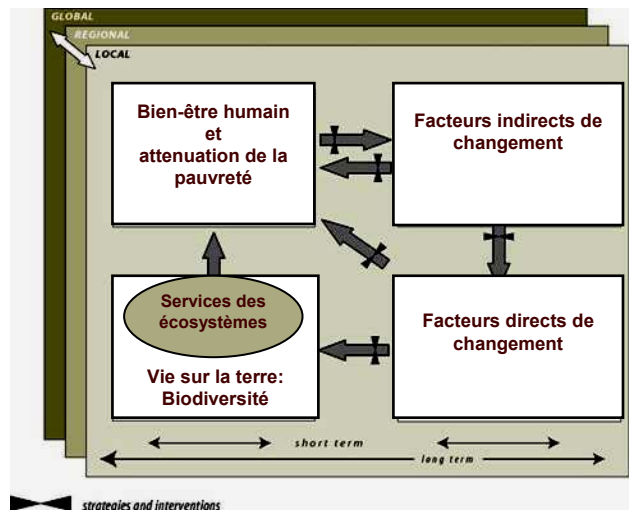 GLOBAL
REGIONAL
LOCAL
Bien-être humain
et
attenuation de la
pauvreté
Facteurs indirects de
changement
Services des
écosystèmes
Vie sur la terre:
Biodiversité
Facteurs directs de
changement
short term
long term
strategies and interventions